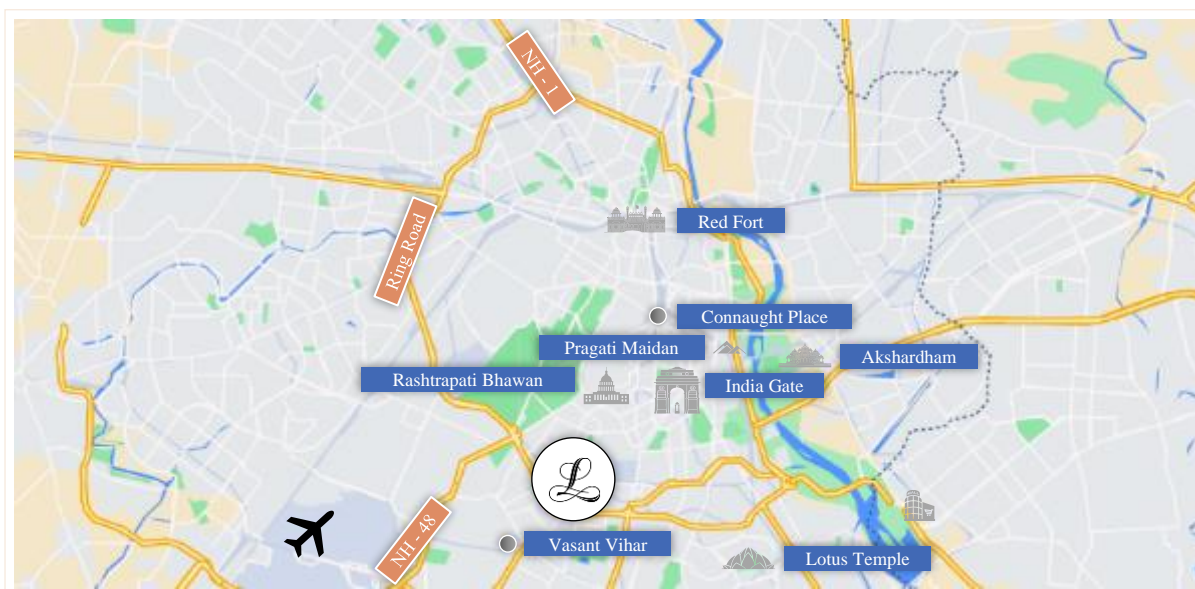 NH - 1
Ring Road
Red Fort
Connaught Place
Pragati Maidan
Akshardham
Rashtrapati Bhawan
India Gate
L
NH - 48
Vasant Vihar
Lotus Temple